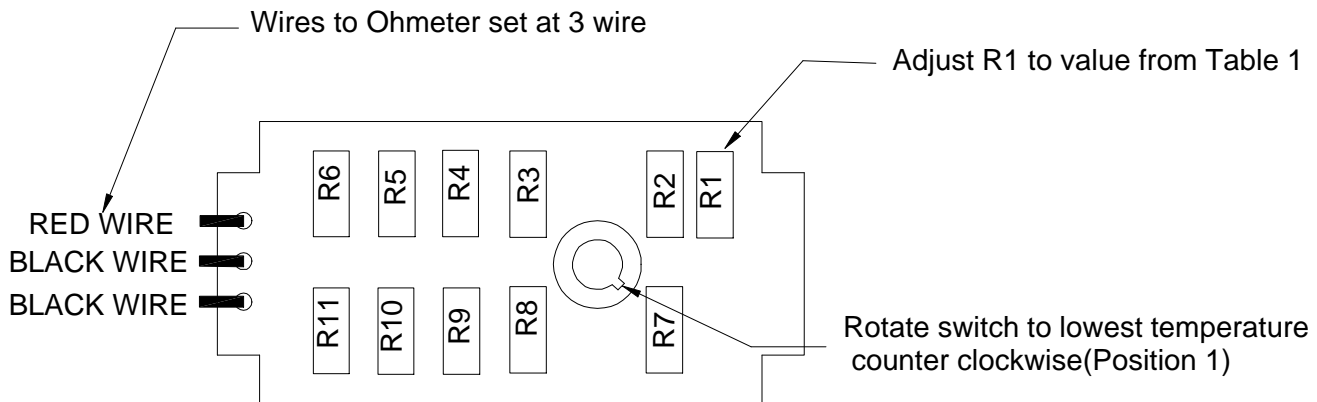 Wires to Ohmeter set at 3 wire
Adjust R1 to value from Table 1
R6
R5
R4
R3
R2
R1
RED WIRE
BLACK WIRE
BLACK WIRE
R11
R10
R9
R8
R7
Rotate switch to lowest temperature
counter clockwise(Position 1)